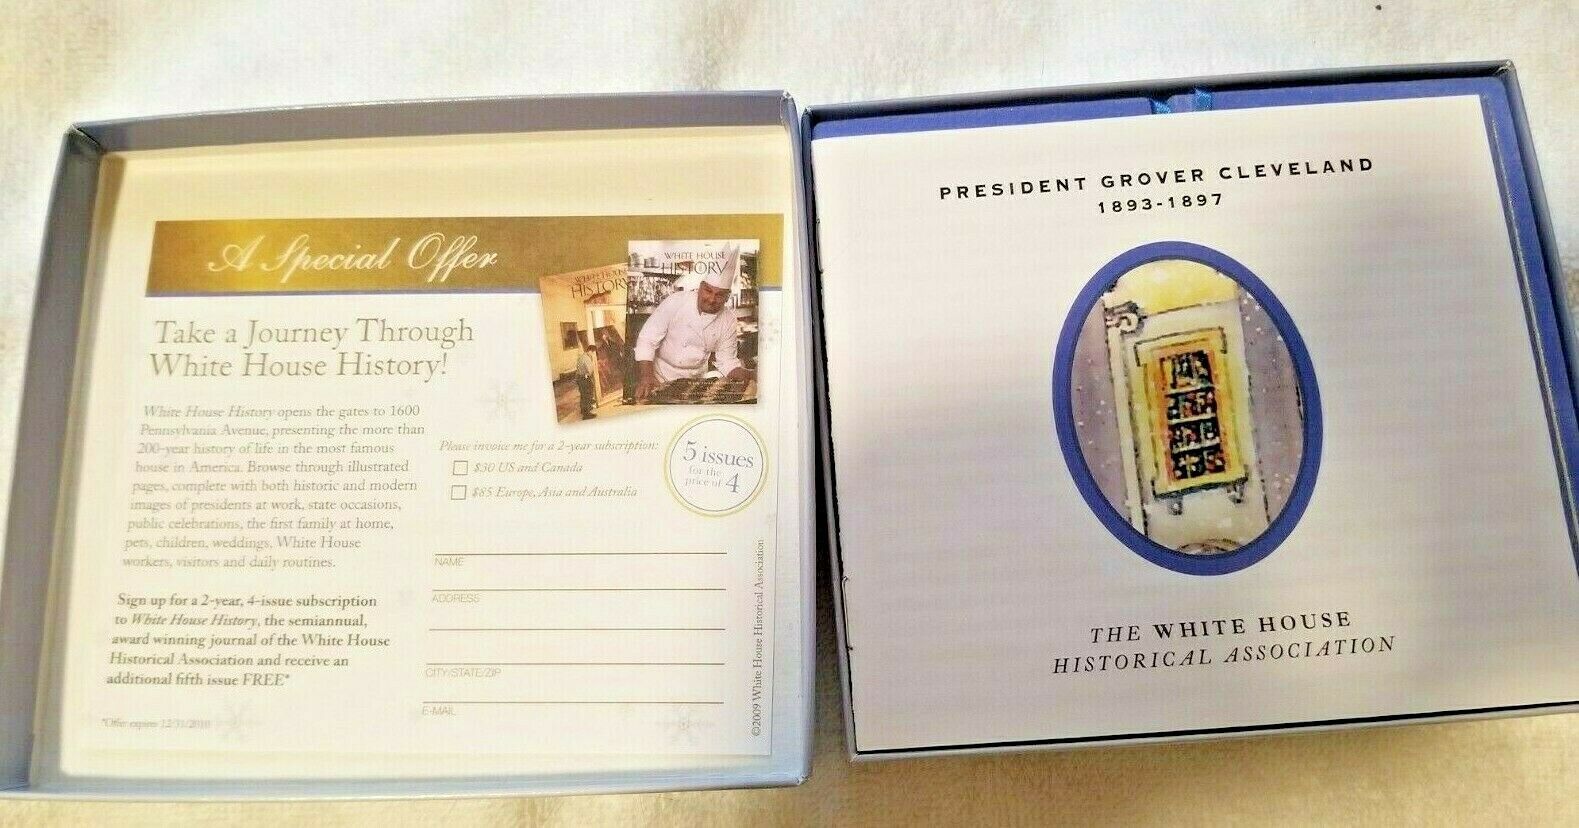 A Special Offer
WHITE HOUSE
HISTORY
WHITE HOUSE
HISTORY
Take a Journey Through
White House History!
White House History opens the gates to 1600
Pennsylvania Avenue, presenting the more than
200-year history of life in the most famous
house in America. Browse through illustrated
pages, complete with both historic and modern
images of presidents at work, state occasions,
public celebrations, the first family at home,
pets, children, weddings, White House
workers, visitors and daily routines.
Sign up for a 2-year, 4-issue subscription
to White House History, the semiannual,
award winning journal of the White House
Historical Association and receive an
additional fifth issue FREE*
*Offer expires 12/31/2010
Please invoice me for a 2-year subscription:
$30 US and Canada
$85 Europe, Asia and Australia
5 issues
for the
price of 4
NAME
ADDRESS
CITY/STATE/ZIP
E-MAIL
©2009 White House Historical Association
PRESIDENT GROVER CLEVELAND
1893-1897
THE WHITE HOUSE
HISTORICAL ASSOCIATION